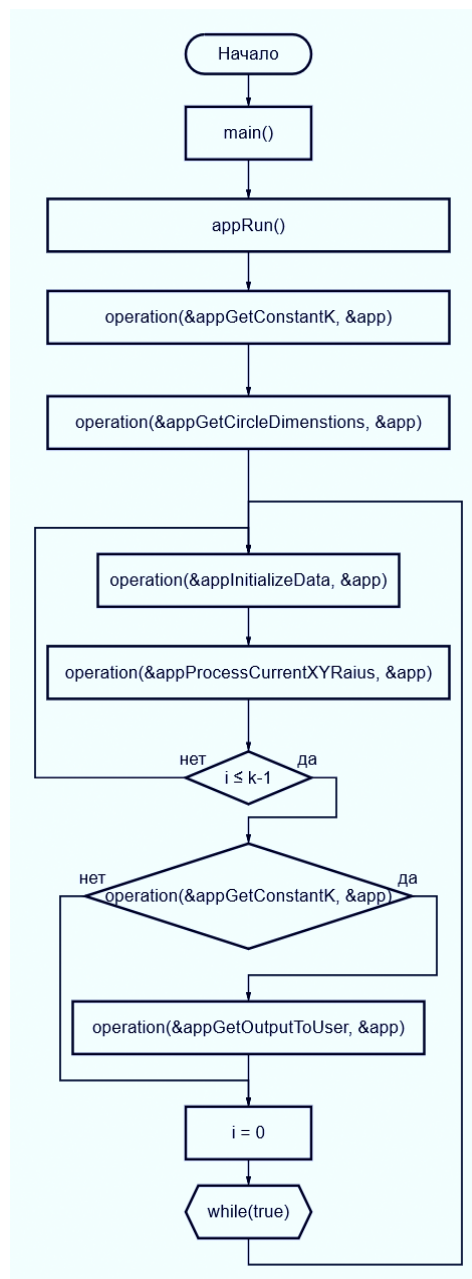 Начало
main()
appRun()
operation(&appGetConstantK, &app)
operation(&appGetCircleDimenstions, &app)
operation(&appInitializeData, &app)
operation(&appProcessCurrentXYRaius, &app)
нет
да
i ≤ k-1
нет
да
operation(&appGetConstantK, &app)
operation(&appGetOutputToUser, &app)
i = 0
while(true)